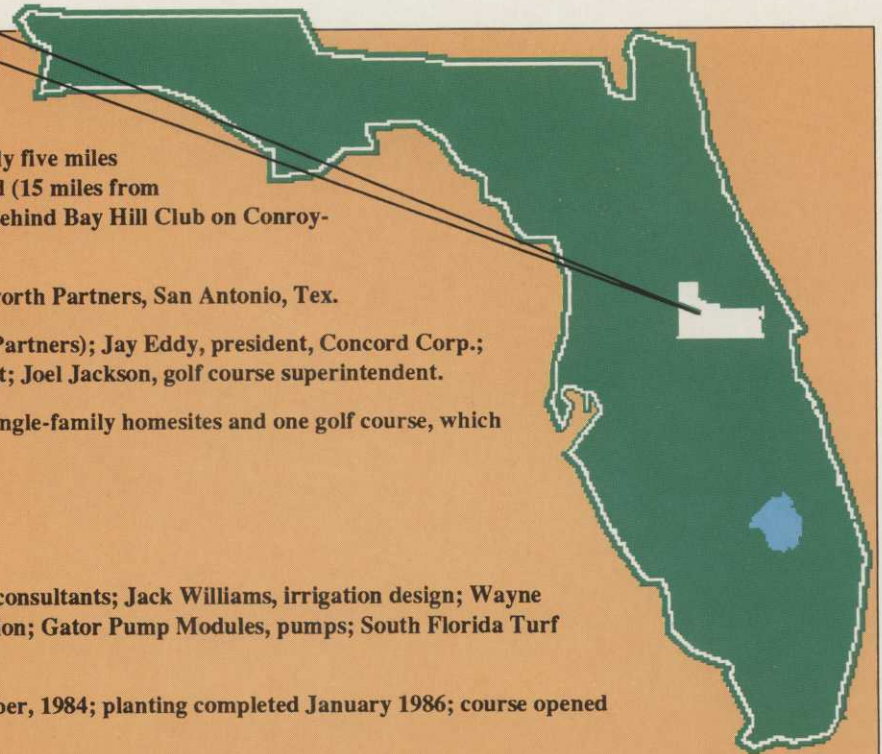 ly five miles
(15 miles from
ehind Bay Hill Club on Conroy-
orth Partners, San Antonio, Tex.
Partners); Jay Eddy, president, Concord Corp.;
t; Joel Jackson, golf course superintendent.
ngle-family homesites and one golf course, which
consultants; Jack Williams, irrigation design; Wayne
ion; Gator Pump Modules, pumps; South Florida Turf
ber, 1984; planting completed January 1986; course opened